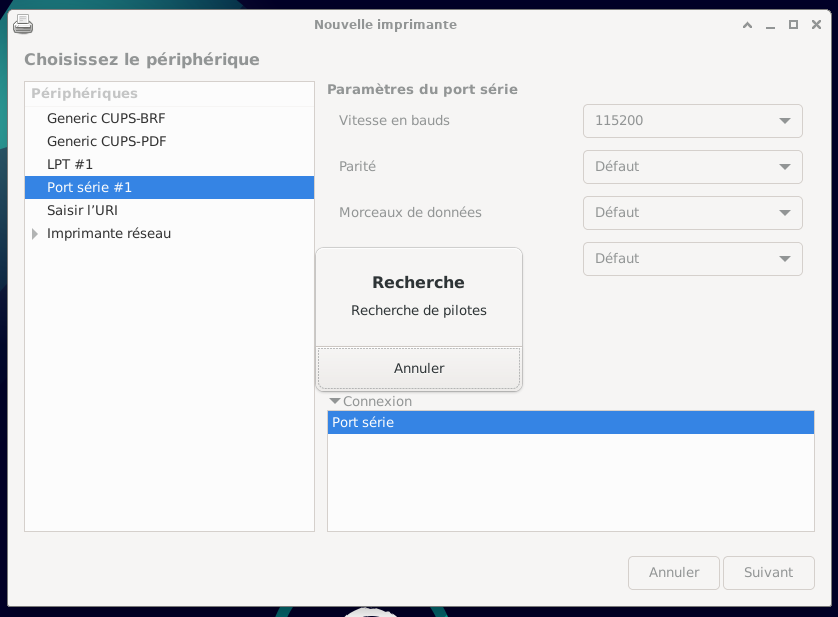 Nouvelle imprimante
Choisissez le périphérique
Périphériques
Generic CUPS-BRF
Generic CUPS-PDF
LPT #1
Port série #1
Saisir l’URI
Imprimante réseau
Paramètres du port série
Vitesse en bauds
115200
Parité
Défaut
Morceaux de données
Défaut
Défaut
Recherche
Recherche de pilotes
Annuler
Connexion
Port série
Annuler
Suivant